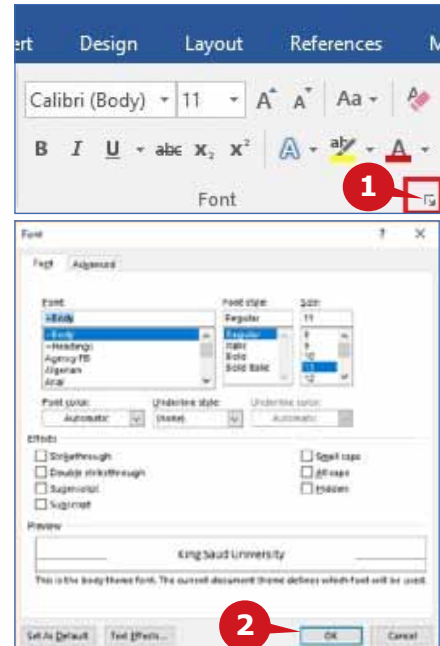 ert Design Layout References M
Calibri (Body) 11 A A Aa
B I U abc X₂ X² A ab A
Font
1
Font ? ×
Font Advanced
Font: Font style: Size:
+Body Regular 11
+Body Regular 8
+Headings Italic 9
Agency FB Bold 10
Algerian Bold Italic 11
Arial 12
Font color: Underline style: Underline color:
Automatic (none) Automatic
Effects
Strikethrough Small caps
Double strikethrough All caps
Superscript Hidden
Subscript
Preview
King Saud University
This is the body theme font. The current document theme defines which font will be used.
Set As Default Text Effects... OK Cancel
2